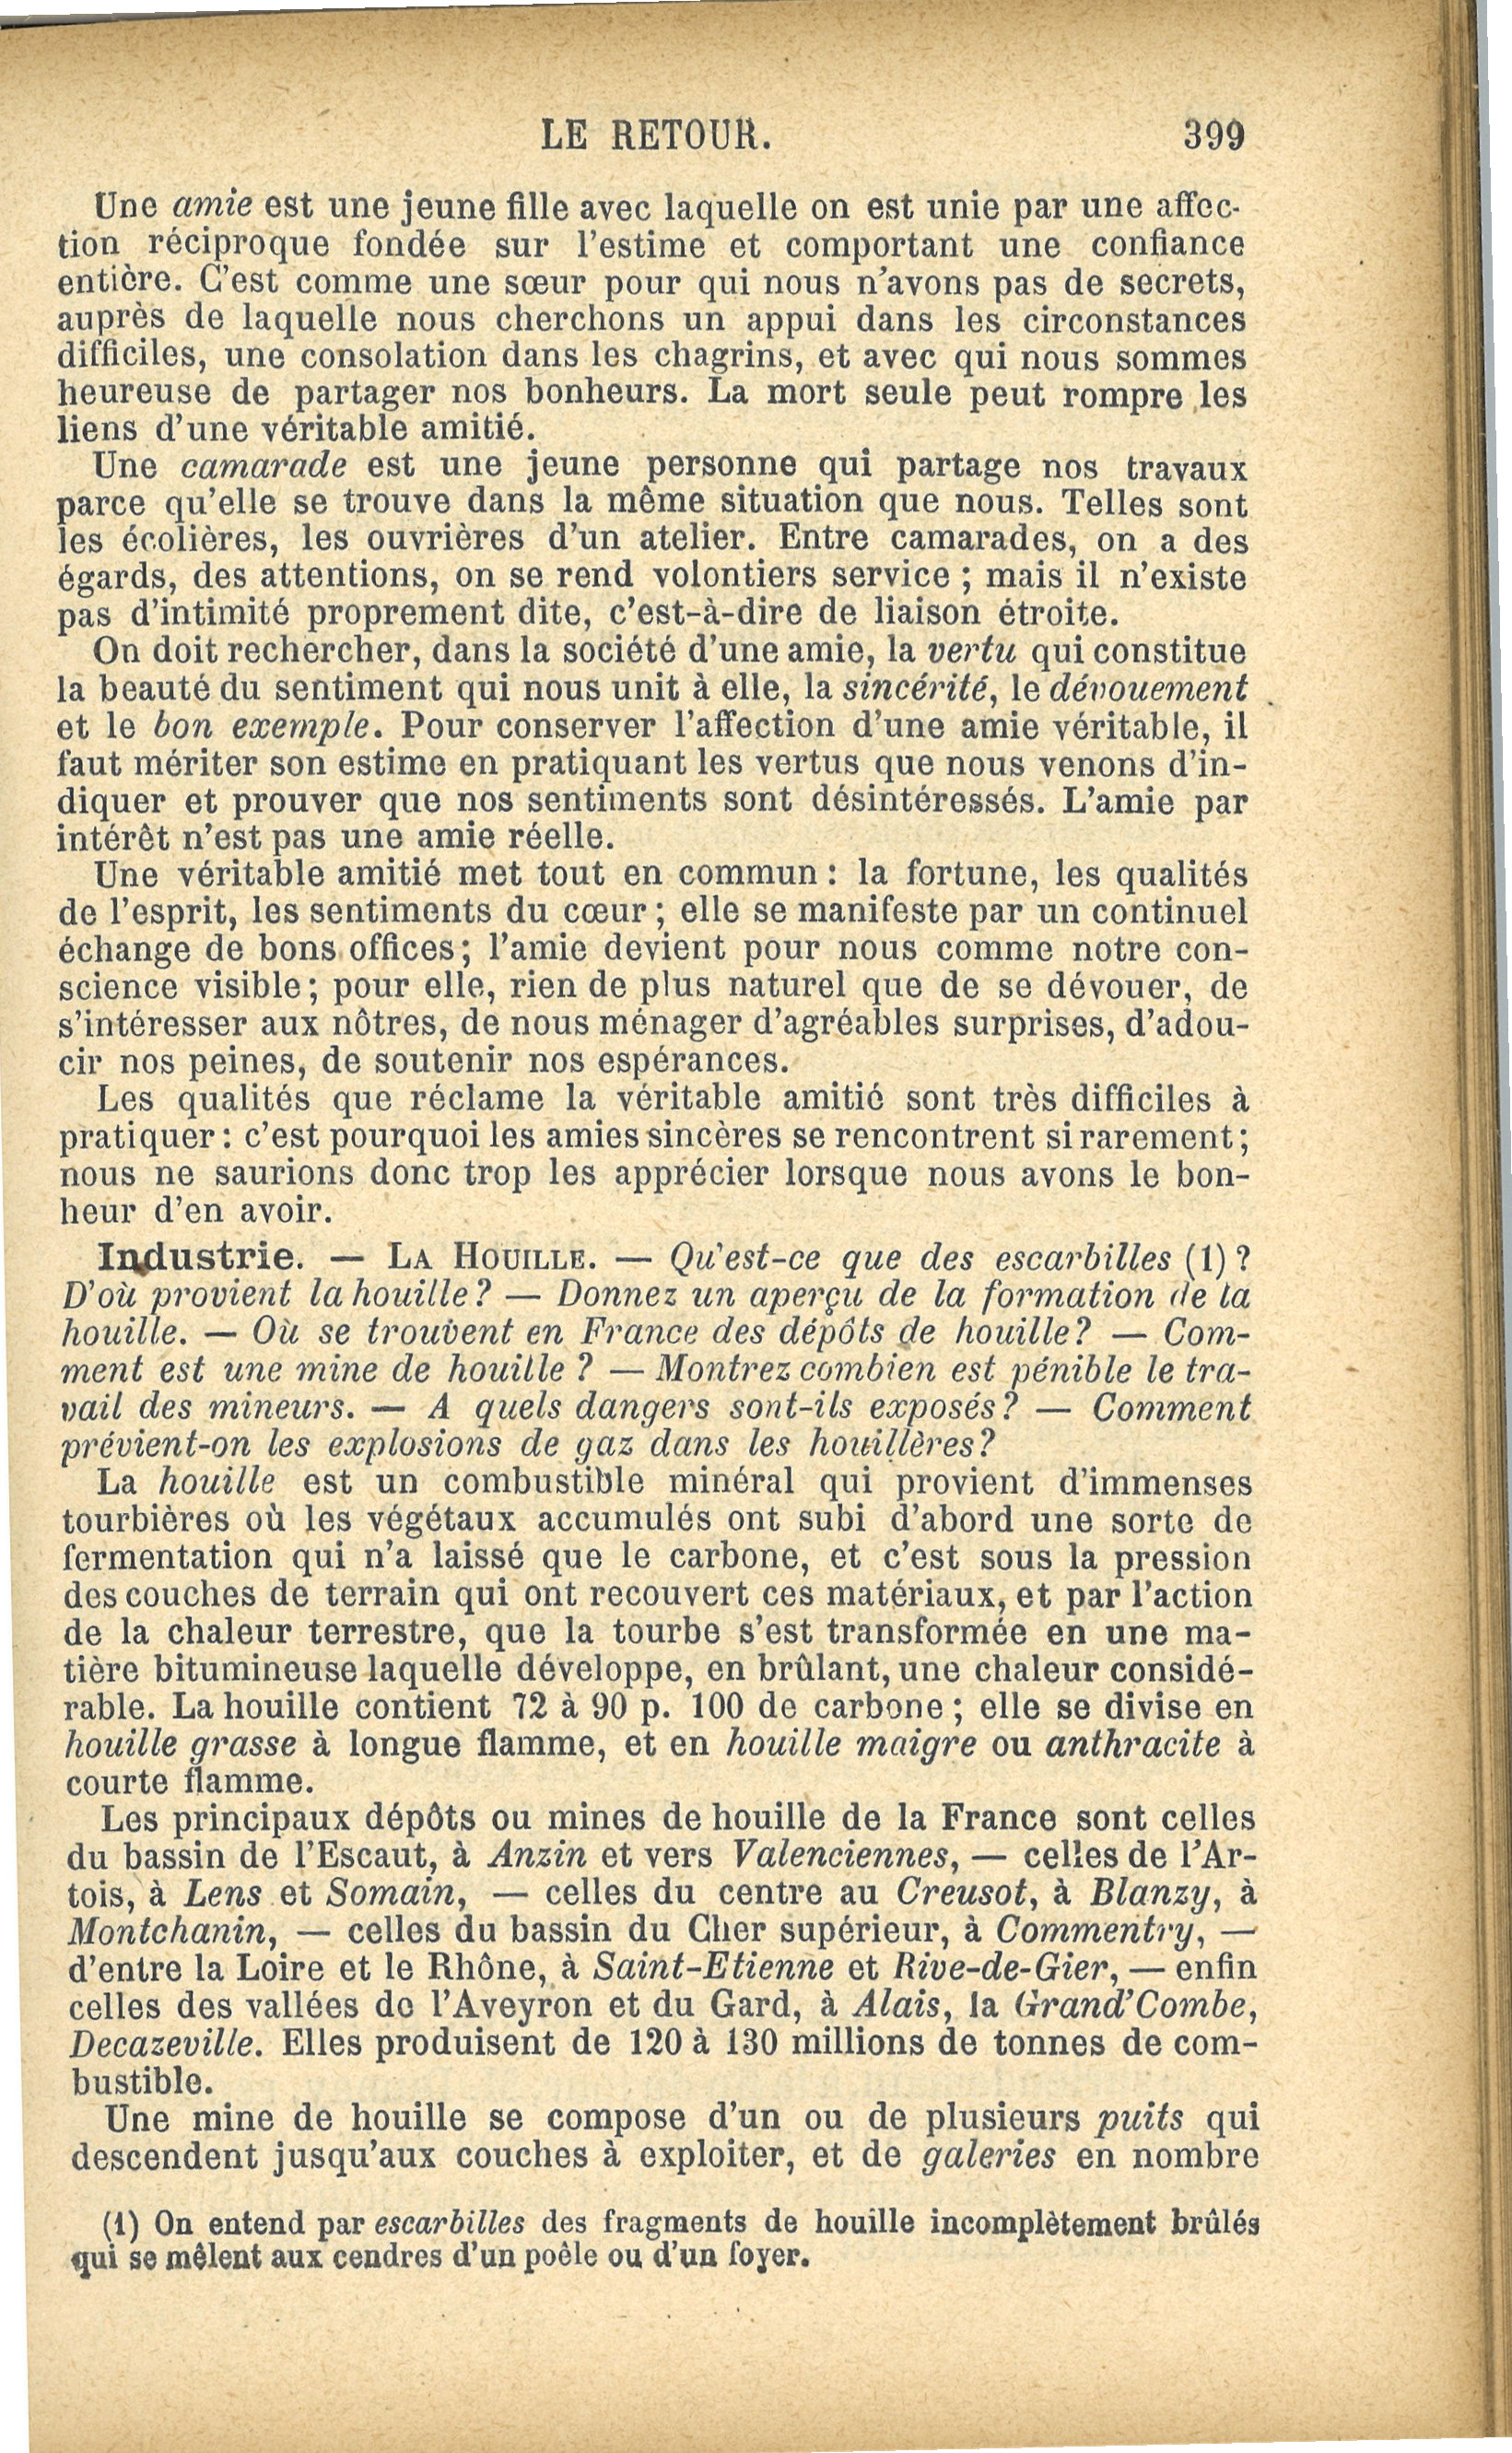 LE RETOUR. 399
Une amie est une jeune fille avec laquelle on est unie par une affec-
tion réciproque fondée sur l'estime et comportant une confiance
entière. C'est comme une sœur pour qui nous n'avons pas de secrets,
auprès de laquelle nous cherchons un appui dans les circonstances
difficiles, une consolation dans les chagrins, et avec qui nous sommes
heureuse de partager nos bonheurs. La mort seule peut rompre les
liens d'une véritable amitié.
Une camarade est une jeune personne qui partage nos travaux
parce qu'elle se trouve dans la même situation que nous. Telles sont
les écolières, les ouvrières d'un atelier. Entre camarades, on a des
égards, des attentions, on se rend volontiers service ; mais il n'existe
pas d'intimité proprement dite, c'est-à-dire de liaison étroite.
On doit rechercher, dans la société d'une amie, la vertu qui constitue
la beauté du sentiment qui nous unit à elle, la sincérité, le dévouement
et le bon exemple. Pour conserver l'affection d'une amie véritable, il
faut mériter son estime en pratiquant les vertus que nous venons d'in-
diquer et prouver que nos sentiments sont désintéressés. L'amie par
intérêt n'est pas une amie réelle.
Une véritable amitié met tout en commun : la fortune, les qualités
de l'esprit, les sentiments du cœur ; elle se manifeste par un continuel
échange de bons offices ; l'amie devient pour nous comme notre con-
science visible ; pour elle, rien de plus naturel que de se dévouer, de
s'intéresser aux nôtres, de nous ménager d'agréables surprises, d'adou-
cir nos peines, de soutenir nos espérances.
Les qualités que réclame la véritable amitié sont très difficiles à
pratiquer : c'est pourquoi les amies sincères se rencontrent si rarement ;
nous ne saurions donc trop les apprécier lorsque nous avons le bon-
heur d'en avoir.
Industrie. — LA HOUILLE. — Qu'est-ce que des escarbilles (1) ?
D'où provient la houille ? — Donnez un aperçu de la formation de la
houille. — Où se trouvent en France des dépôts de houille ? — Com-
ment est une mine de houille ? — Montrez combien est pénible le tra-
vail des mineurs. — A quels dangers sont-ils exposés ? — Comment
prévient-on les explosions de gaz dans les houillères ?
La houille est un combustible minéral qui provient d'immenses
tourbières où les végétaux accumulés ont subi d'abord une sorte de
fermentation qui n'a laissé que le carbone, et c'est sous la pression
des couches de terrain qui ont recouvert ces matériaux, et par l'action
de la chaleur terrestre, que la tourbe s'est transformée en une ma-
tière bitumineuse laquelle développe, en brûlant, une chaleur considé-
rable. La houille contient 72 à 90 p. 100 de carbone ; elle se divise en
houille grasse à longue flamme, et en houille maigre ou anthracite à
courte flamme.
Les principaux dépôts ou mines de houille de la France sont celles
du bassin de l'Escaut, à Anzin et vers Valenciennes, — celles de l'Ar-
tois, à Lens et Somain, — celles du centre au Creusot, à Blanzy, à
Montchanin, — celles du bassin du Cher supérieur, à Commentry, —
d'entre la Loire et le Rhône, à Saint-Etienne et Rive-de-Gier, — enfin
celles des vallées de l'Aveyron et du Gard, à Alais, la Grand'Combe,
Decazeville. Elles produisent de 120 à 130 millions de tonnes de com-
bustible.
Une mine de houille se compose d'un ou de plusieurs puits qui
descendent jusqu'aux couches à exploiter, et de galeries en nombre
(1) On entend par escarbilles des fragments de houille incomplètement brûlés
qui se mêlent aux cendres d'un poêle ou d'un foyer.